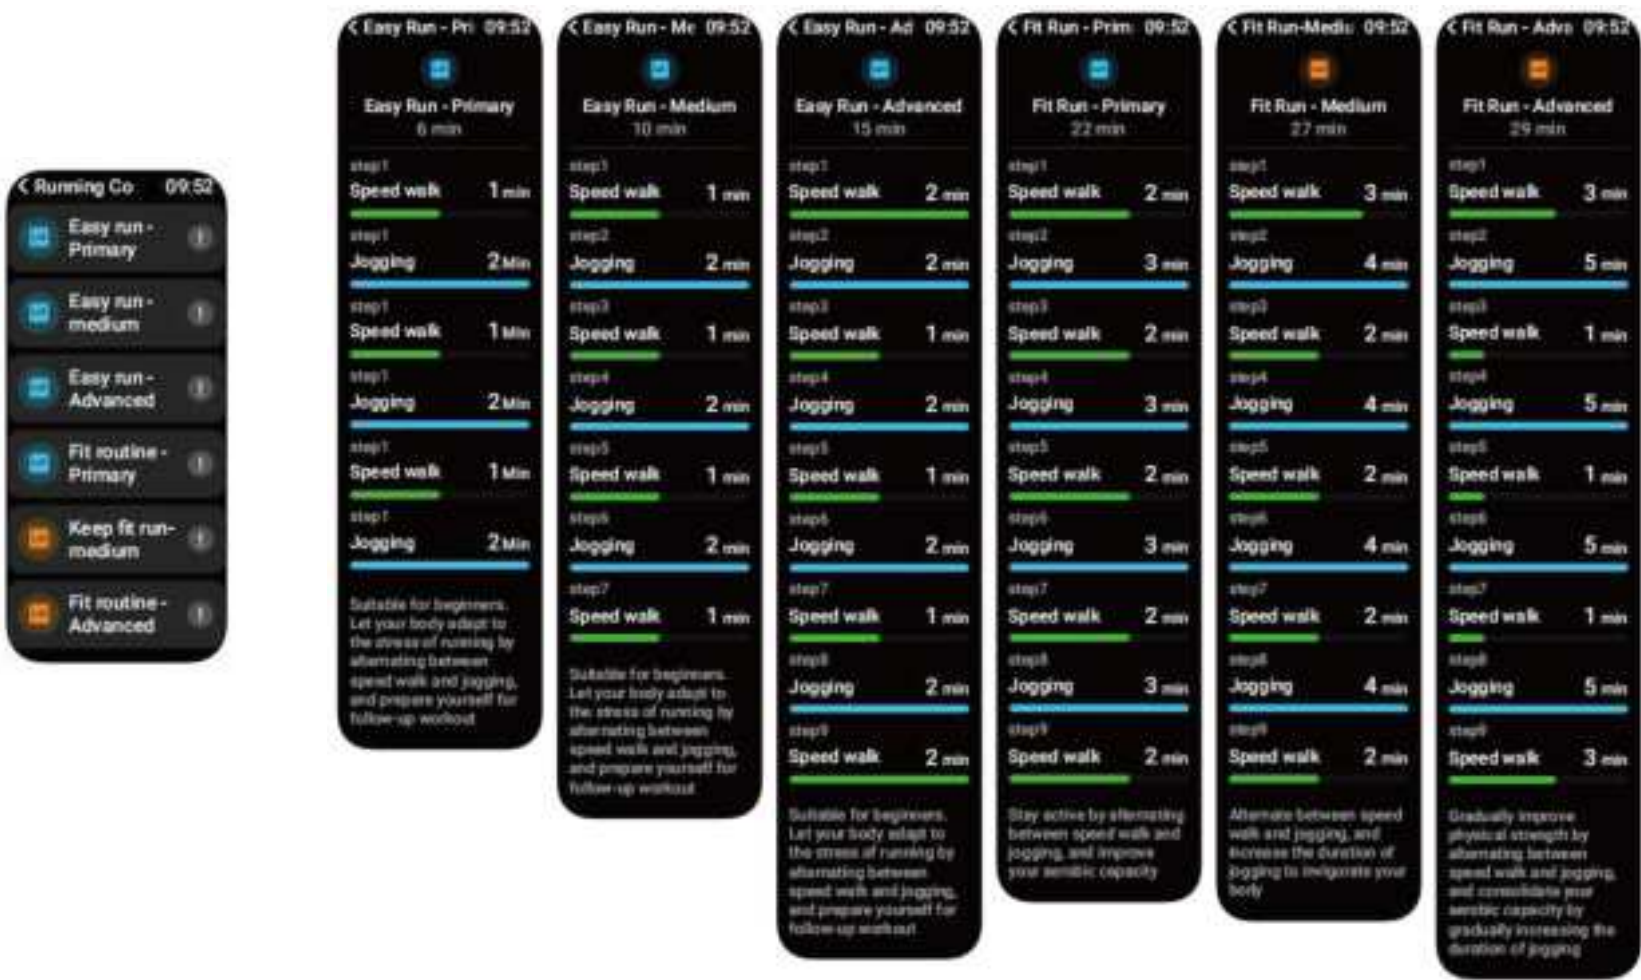 < Running Co 09:52
Easy run -
Primary
Easy run -
medium
Easy run -
Advanced
Fit routine -
Primary
Keep fit run-
medium
Fit routine -
Advanced
< Easy Run - Pri 09:52
Easy Run - Primary
6 min
step1
Speed walk 1 min
step1
Jogging 2 Min
step1
Speed walk 1 Min
step1
Jogging 2 Min
step1
Speed walk 1 Min
step1
Jogging 2 Min
Suitable for beginners.
Let your body adapt to
the stress of running by
alternating between
speed walk and jogging,
and prepare yourself for
follow-up workout
< Easy Run - Me 09:52
Easy Run - Medium
10 min
step1
Speed walk 1 min
step2
Jogging 2 min
step3
Speed walk 1 min
step4
Jogging 2 min
step5
Speed walk 1 min
step6
Jogging 2 min
step7
Speed walk 1 min
Suitable for beginners.
Let your body adapt to
the stress of running by
alternating between
speed walk and jogging,
and prepare yourself for
follow-up workout
< Easy Run - Ad 09:52
Easy Run - Advanced
15 min
step1
Speed walk 2 min
step2
Jogging 2 min
step3
Speed walk 1 min
step4
Jogging 2 min
step5
Speed walk 1 min
step6
Jogging 2 min
step7
Speed walk 1 min
step8
Jogging 2 min
step9
Speed walk 2 min
Suitable for beginners.
Let your body adapt to
the stress of running by
alternating between
speed walk and jogging,
and prepare yourself for
follow-up workout
< Fit Run - Prim 09:52
Fit Run - Primary
22 min
step1
Speed walk 2 min
step2
Jogging 3 min
step3
Speed walk 2 min
step4
Jogging 3 min
step5
Speed walk 2 min
step6
Jogging 3 min
step7
Speed walk 2 min
step8
Jogging 3 min
step9
Speed walk 2 min
Stay active by alternating
between speed walk and
jogging, and improve
your aerobic capacity
< Fit Run-Mediu 09:52
Fit Run - Medium
27 min
step1
Speed walk 3 min
step2
Jogging 4 min
step3
Speed walk 2 min
step4
Jogging 4 min
step5
Speed walk 2 min
step6
Jogging 4 min
step7
Speed walk 2 min
step8
Jogging 4 min
step9
Speed walk 2 min
Alternate between speed
walk and jogging, and
increase the duration of
jogging to invigorate your
body
< Fit Run - Adva 09:52
Fit Run - Advanced
29 min
step1
Speed walk 3 min
step2
Jogging 5 min
step3
Speed walk 1 min
step4
Jogging 5 min
step5
Speed walk 1 min
step6
Jogging 5 min
step7
Speed walk 1 min
step8
Jogging 5 min
step9
Speed walk 3 min
Gradually improve
physical strength by
alternating between
speed walk and jogging,
and consolidate your
aerobic capacity by
gradually increasing the
duration of jogging